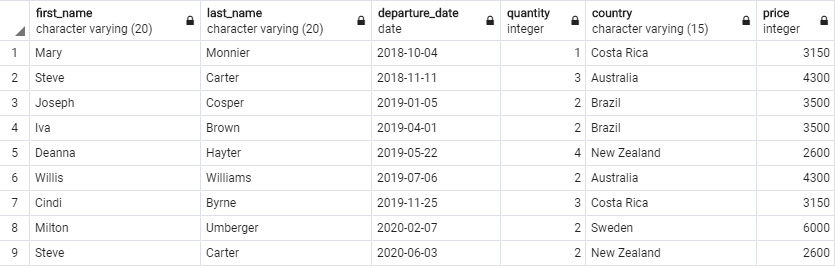 first_name last_name departure_date quantity country price
character varying (20) character varying (20) date integer character varying (15) integer
1 Mary Monnier 2018-10-04 1 Costa Rica 3150
2 Steve Carter 2018-11-11 3 Australia 4300
3 Joseph Cosper 2019-01-05 2 Brazil 3500
4 Iva Brown 2019-04-01 2 Brazil 3500
5 Deanna Hayter 2019-05-22 4 New Zealand 2600
6 Willis Williams 2019-07-06 2 Australia 4300
7 Cindi Byrne 2019-11-25 3 Costa Rica 3150
8 Milton Umberger 2020-02-07 2 Sweden 6000
9 Steve Carter 2020-06-03 2 New Zealand 2600